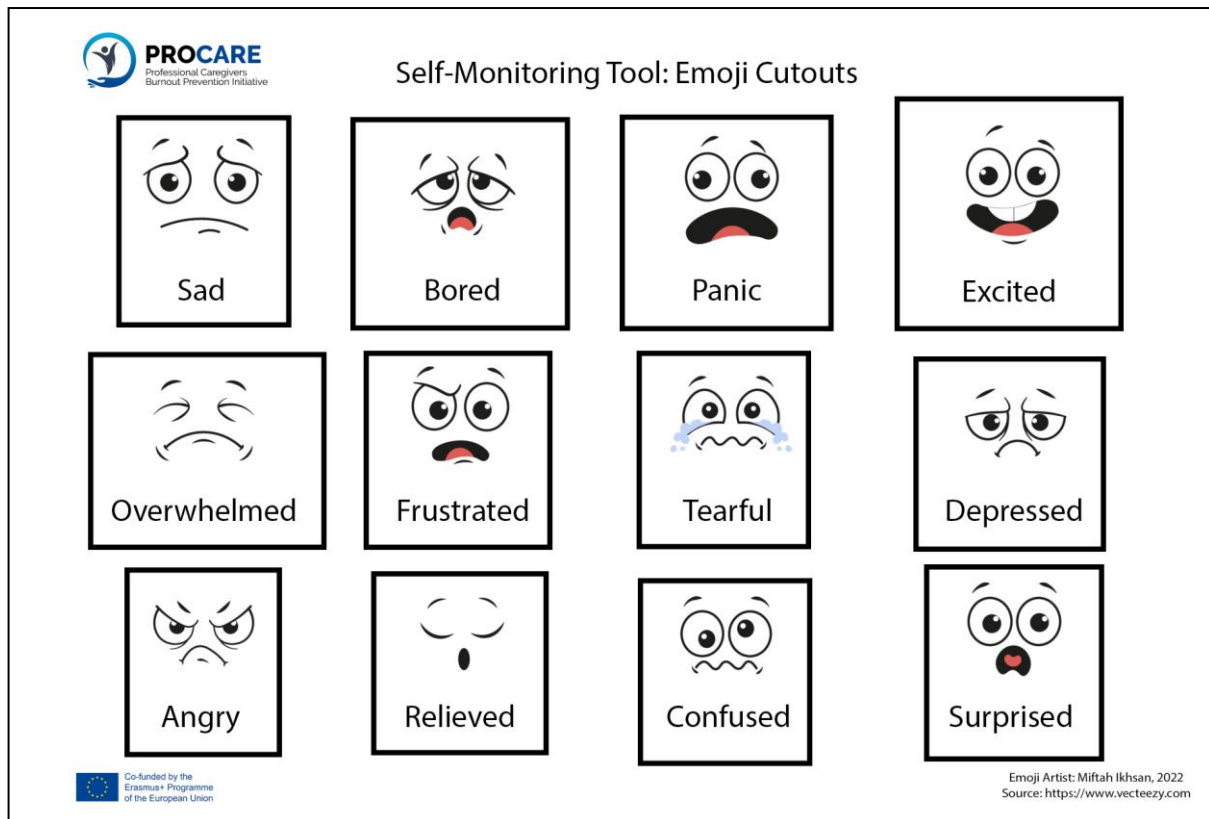 PROCARE
Professional Caregivers
Burnout Prevention Initiative
Self-Monitoring Tool: Emoji Cutouts
Sad
Bored
Panic
Excited
Overwhelmed
Frustrated
Tearful
Depressed
Angry
Relieved
Confused
Surprised
Co-funded by the
Erasmus+ Programme
of the European Union
Emoji Artist: Miftah Ikhsan, 2022
Source: https://www.vecteezy.com